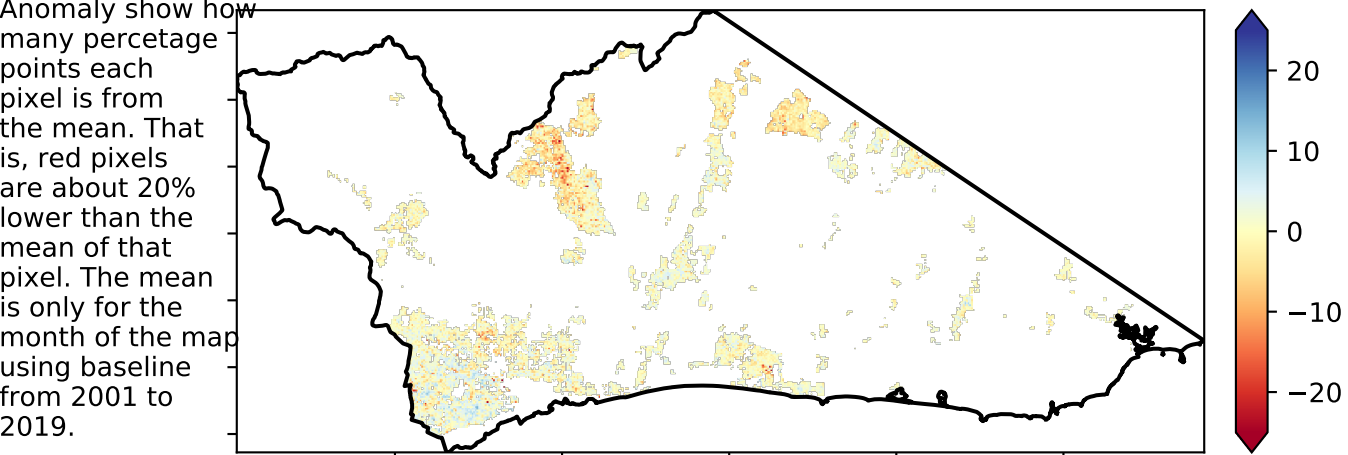 Anomaly show how
many percetage
points each
pixel is from
the mean. That
is, red pixels
are about 20%
lower than the
mean of that
pixel. The mean
is only for the
month of the map
using baseline
from 2001 to
2019.
20
10
0
−10
−20